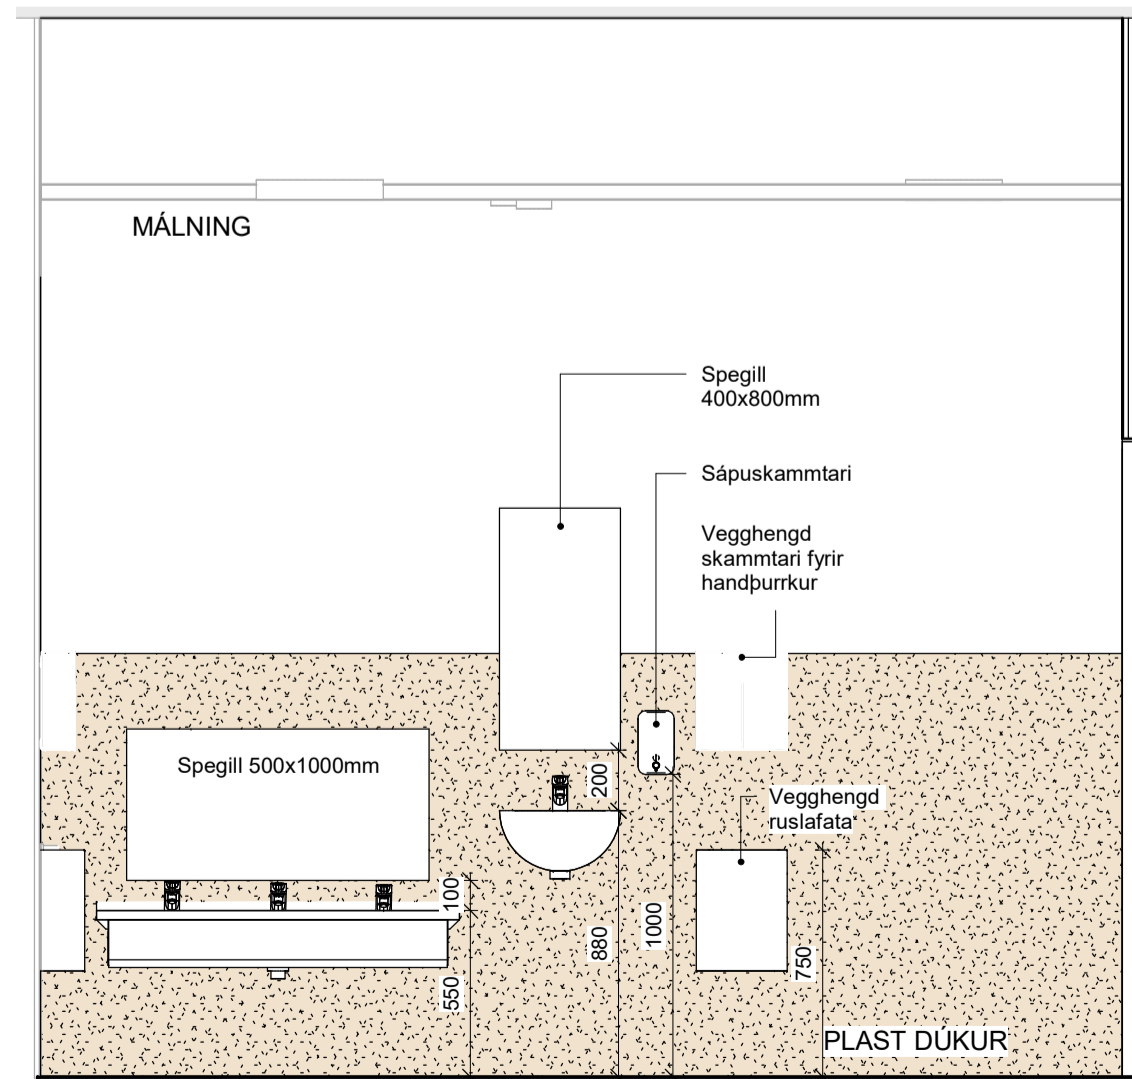 MÁLNING
Spegill
400x800mm
Sápuskammtari
Vegghengd
skammtari fyrir
handþurrkur
Spegill 500x1000mm
200
Vegghengd
ruslafata
100
880
1000
750
550
PLAST DÚKUR